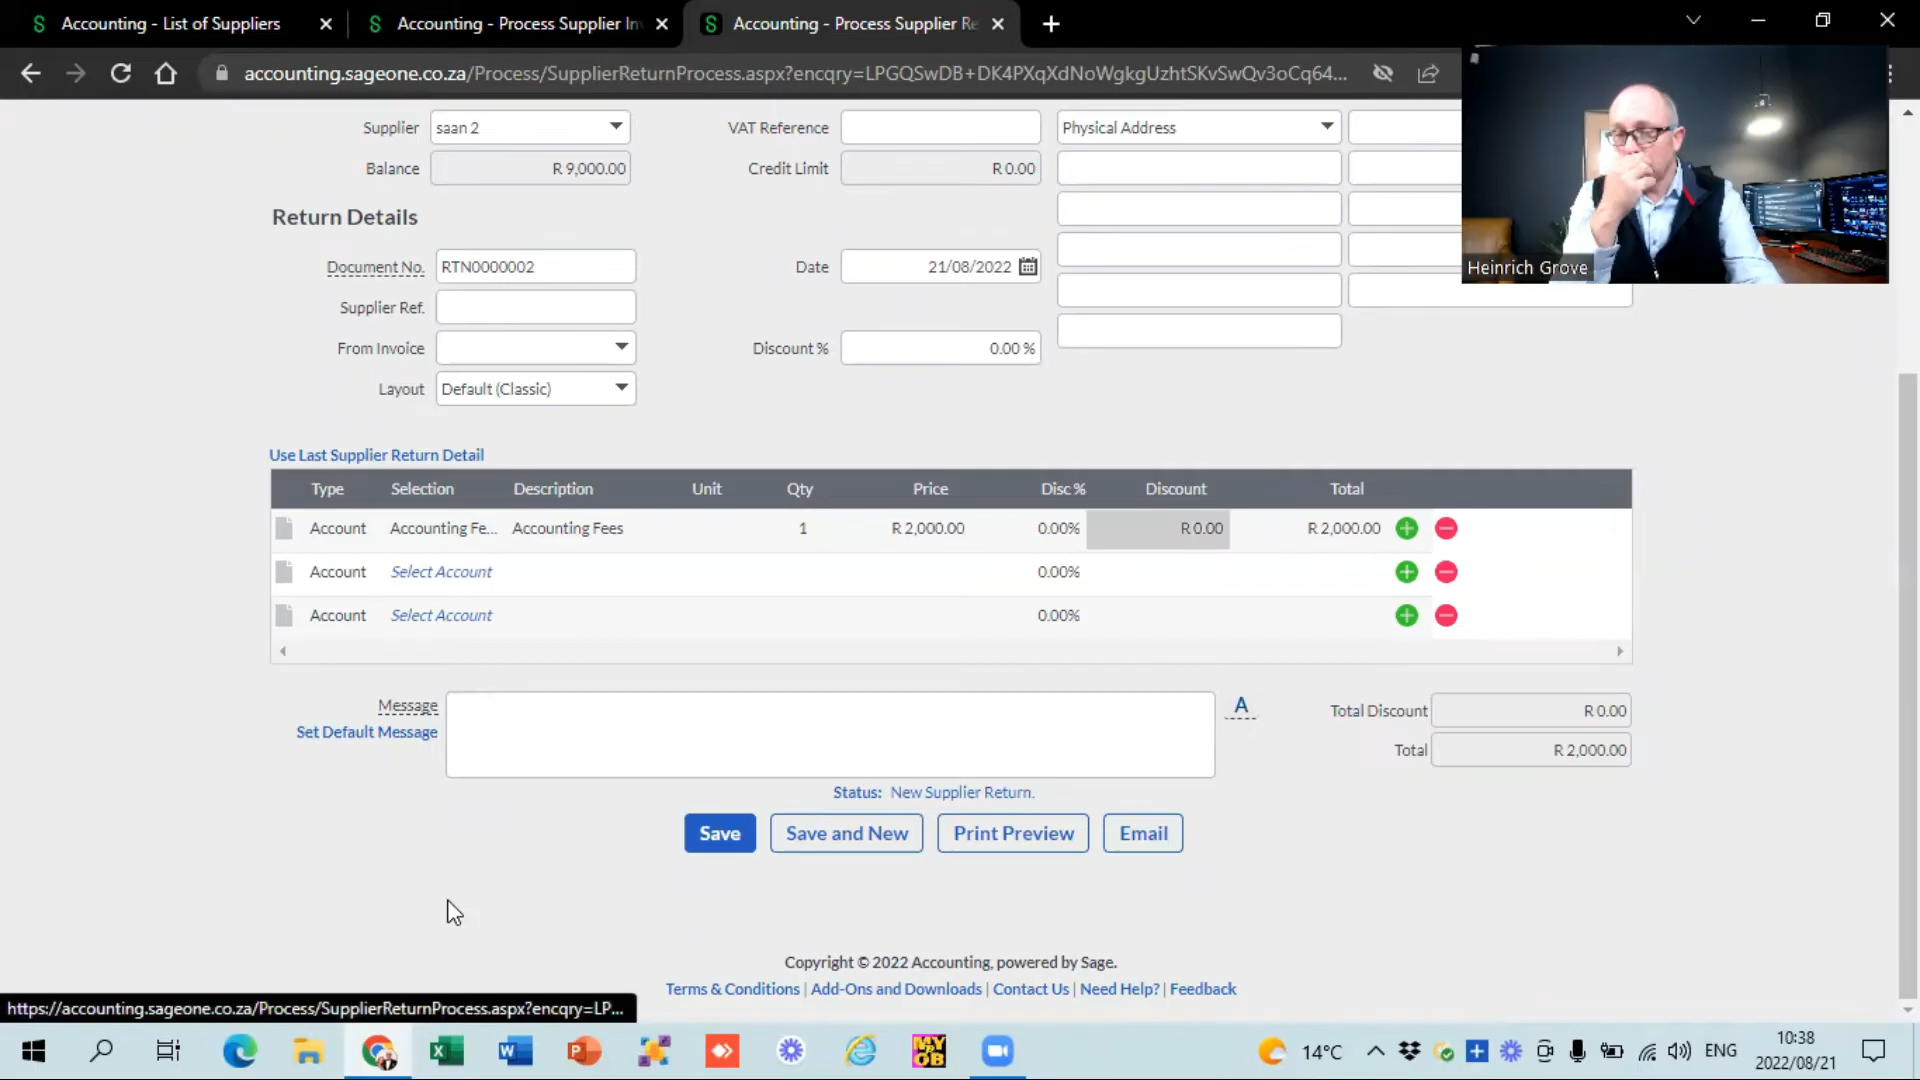 Accounting - List of Suppliers
Accounting - Process Supplier In
Accounting - Process Supplier Re
accounting.sageone.co.za/Process/SupplierReturnProcess.aspx?encqry=LPGQSwDB+DK4PXqXdNoWgkgUzhtSKvSwQv3oCq64...
Supplier saan 2 VAT Reference Physical Address
Balance R 9,000.00 Credit Limit R 0.00
Heinrich Grove
Return Details
Document No. RTN0000002 Date 21/08/2022
Supplier Ref.
From Invoice Discount % 0.00 %
Layout Default (Classic)
Use Last Supplier Return Detail
Type Selection Description Unit Qty Price Disc % Discount Total
Account Accounting Fe... Accounting Fees 1 R 2,000.00 0.00% R 0.00 R 2,000.00
Account Select Account 0.00%
Account Select Account 0.00%
Message A Total Discount R 0.00
Set Default Message Total R 2,000.00
Status: New Supplier Return.
Save Save and New Print Preview Email
Copyright © 2022 Accounting, powered by Sage.
Terms & Conditions | Add-Ons and Downloads | Contact Us | Need Help? | Feedback
https://accounting.sageone.co.za/Process/SupplierReturnProcess.aspx?encqry=LP...
MY OB
14°C ENG 10:38
2022/08/21